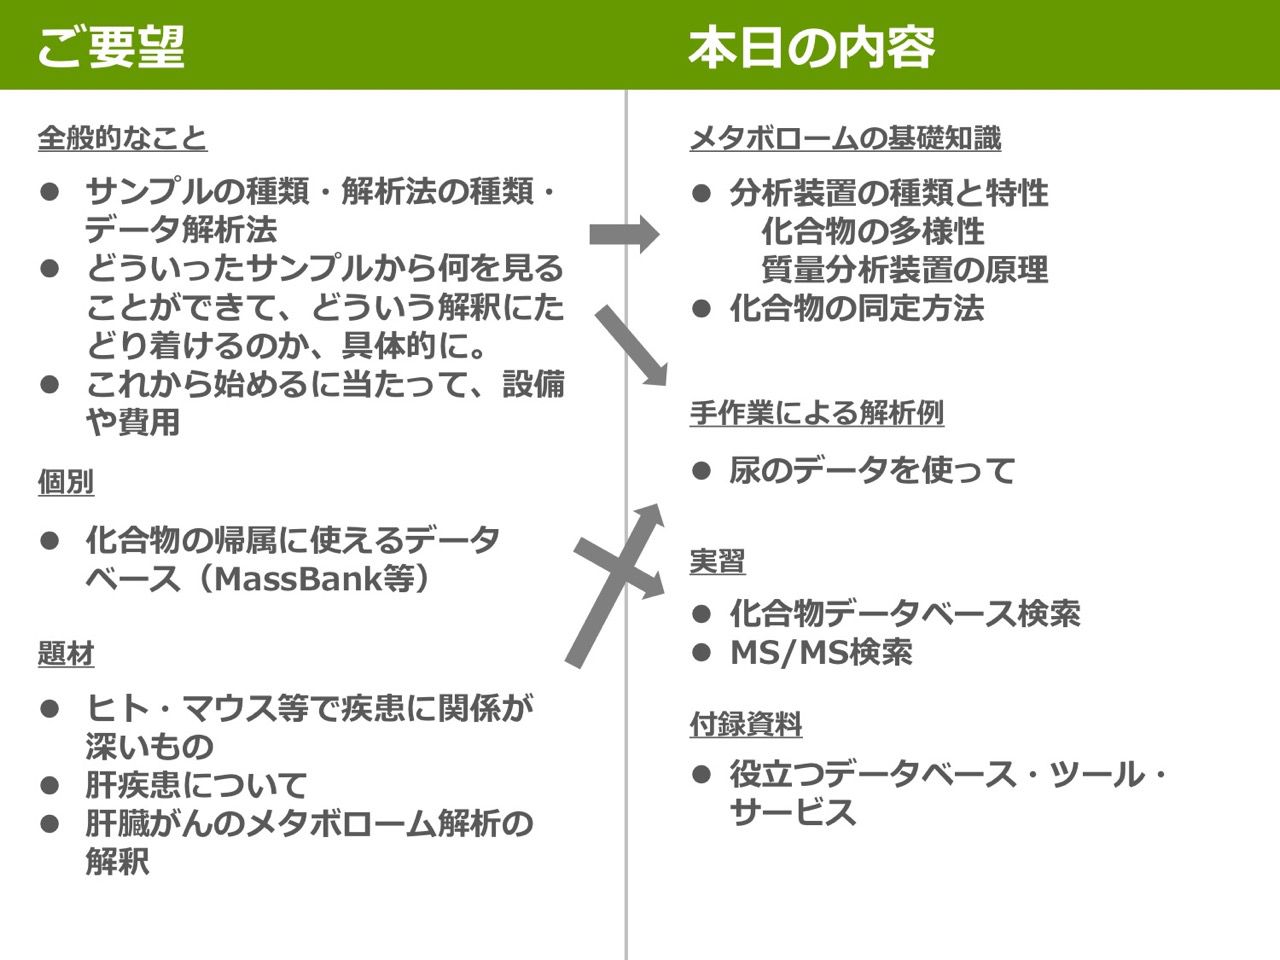 ご要望
全般的なこと
● サンプルの種類・解析法の種類・
データ解析法
● どういったサンプルから何を見る
ことができて、どういう解釈にた
どり着けるのか、具体的に。
● これから始めるに当たって、設備
や費用
個別
● 化合物の帰属に使えるデータ
ベース（MassBank等）
題材
● ヒト・マウス等で疾患に関係が
深いもの
● 肝疾患について
● 肝臓がんのメタボローム解析の
解釈
本日の内容
メタボロームの基礎知識
● 分析装置の種類と特性
化合物の多様性
質量分析装置の原理
● 化合物の同定方法
手作業による解析例
● 尿のデータを使って
実習
● 化合物データベース検索
● MS/MS検索
付録資料
● 役立つデータベース・ツール・
サービス